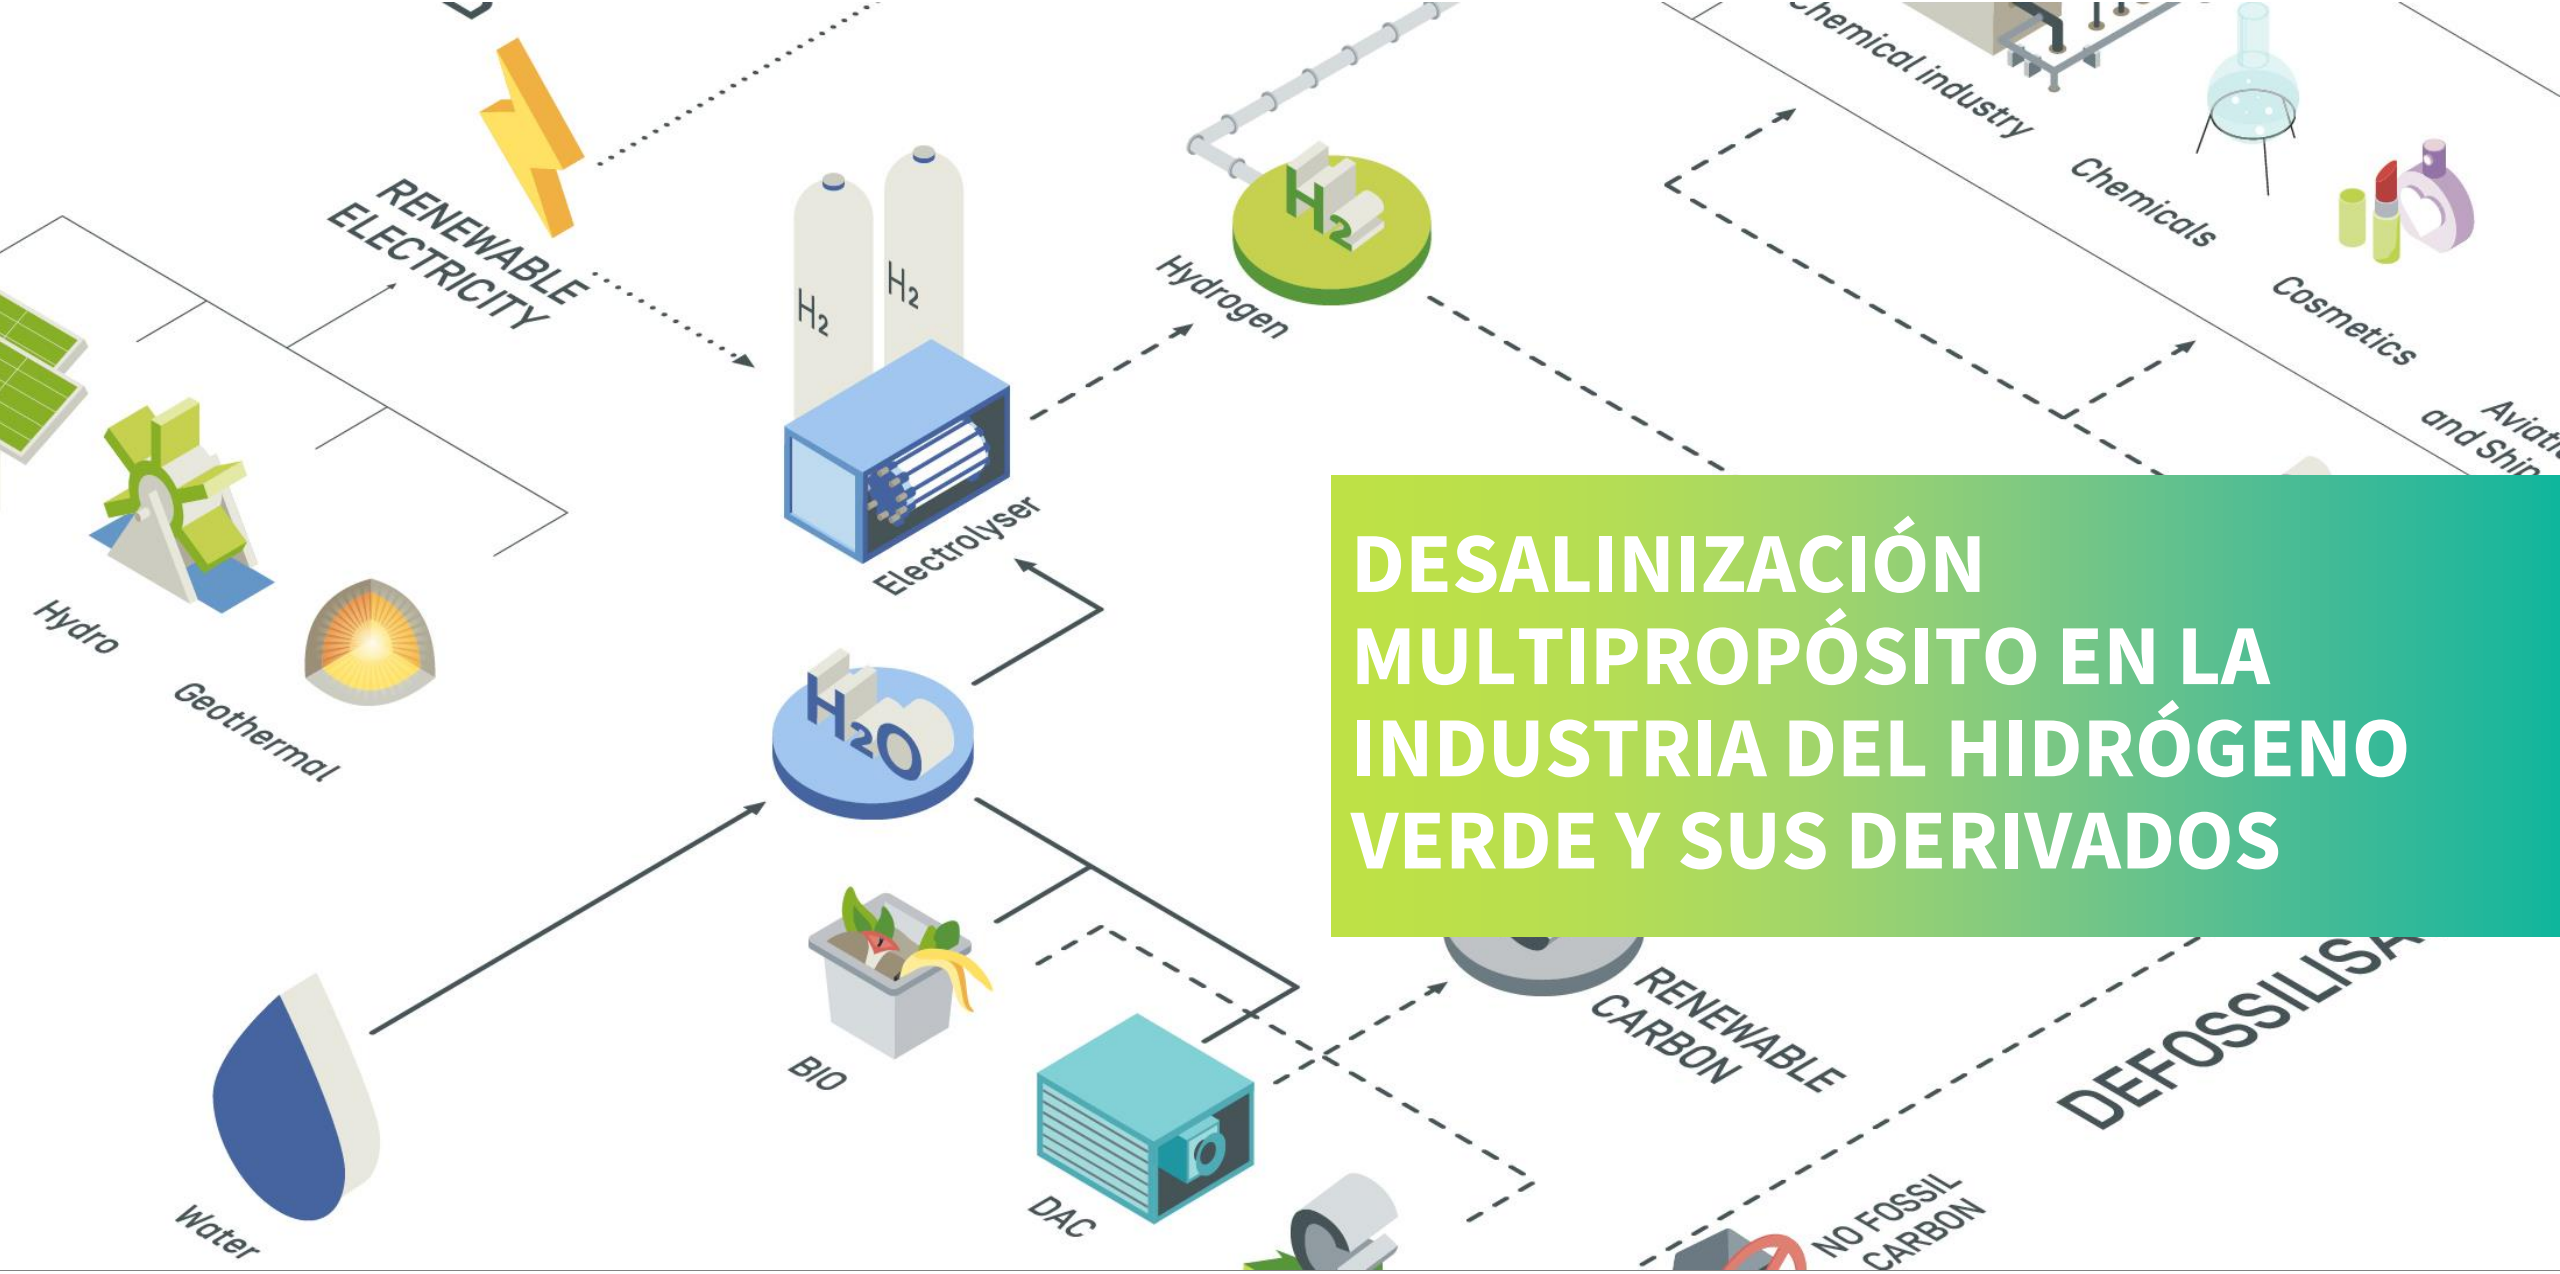 Chemical industry
Chemicals
Cosmetics
and Ship
RENEWABLE
ELECTRICITY
H2
H2
H2
Hydrogen
Electrolyser
Hydro
Geothermal
H2O
DESALINIZACIÓN
MULTIPROPÓSITO EN LA
INDUSTRIA DEL HIDRÓGENO
VERDE Y SUS DERIVADOS
BIO
RENEWABLE
CARBON
DAC
Water
NO FOSSIL
CARBON